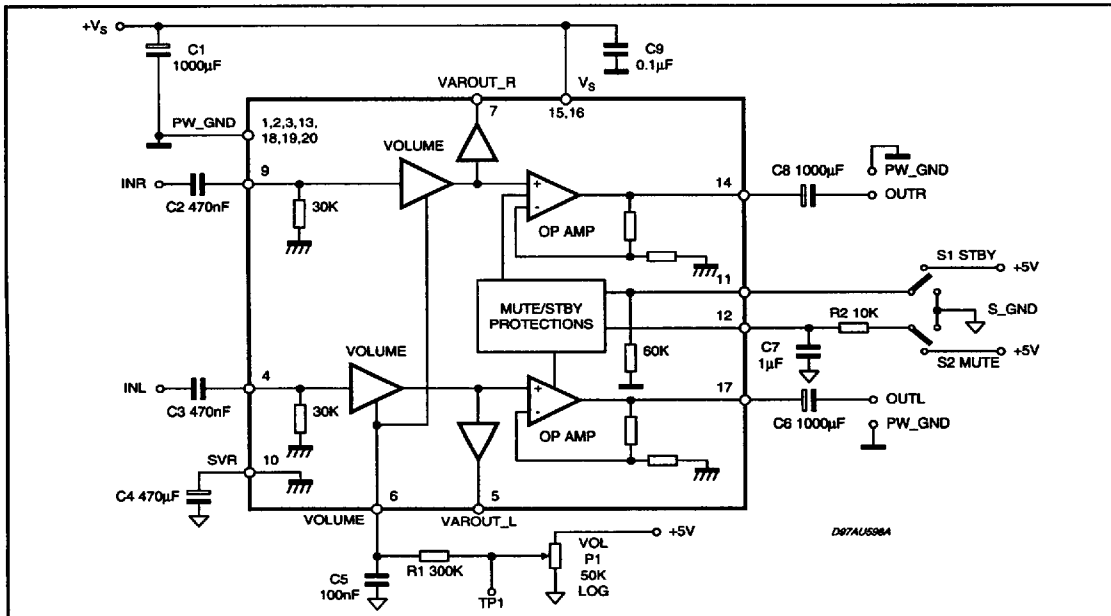 +VS
C1
1000µF
C9
0.1µF
VAROUT_R
VS
PW_GND
1,2,3,13,
18,19,20
7
15,16
VOLUME
INR
C2 470nF
9
30K
+
-
OP AMP
14
C8 1000µF
PW_GND
OUTR
11
S1 STBY
+5V
MUTE/STBY
PROTECTIONS
12
R2 10K
S_GND
60K
C7
1µF
S2 MUTE
+5V
VOLUME
INL
C3 470nF
4
30K
+
-
OP AMP
17
C6 1000µF
OUTL
PW_GND
SVR
10
C4 470µF
6
5
VOLUME
VAROUT_L
D97AU598A
+5V
VOL
P1
50K
LOG
R1 300K
C5
100nF
TP1